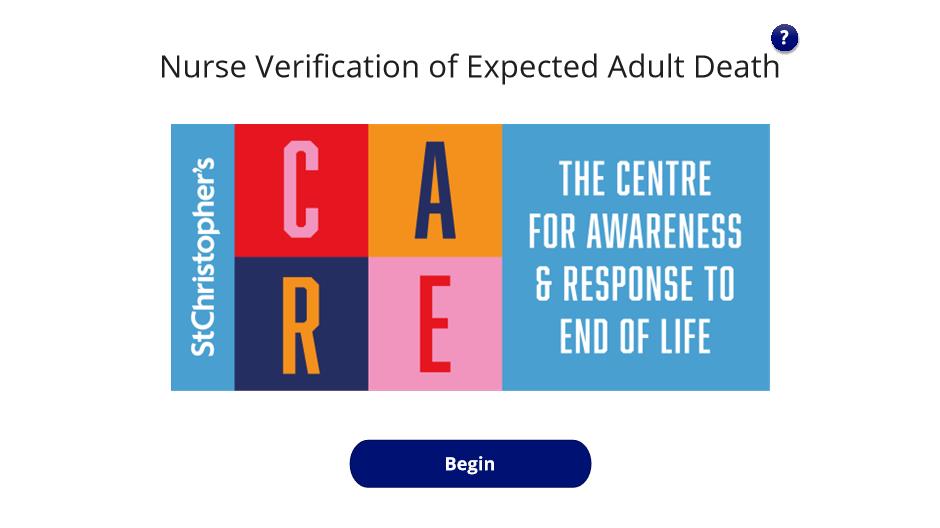 ?
Nurse Verification of Expected Adult Death
StChristopher's
C A
R E
THE CENTRE
FOR AWARENESS
& RESPONSE TO
END OF LIFE
Begin